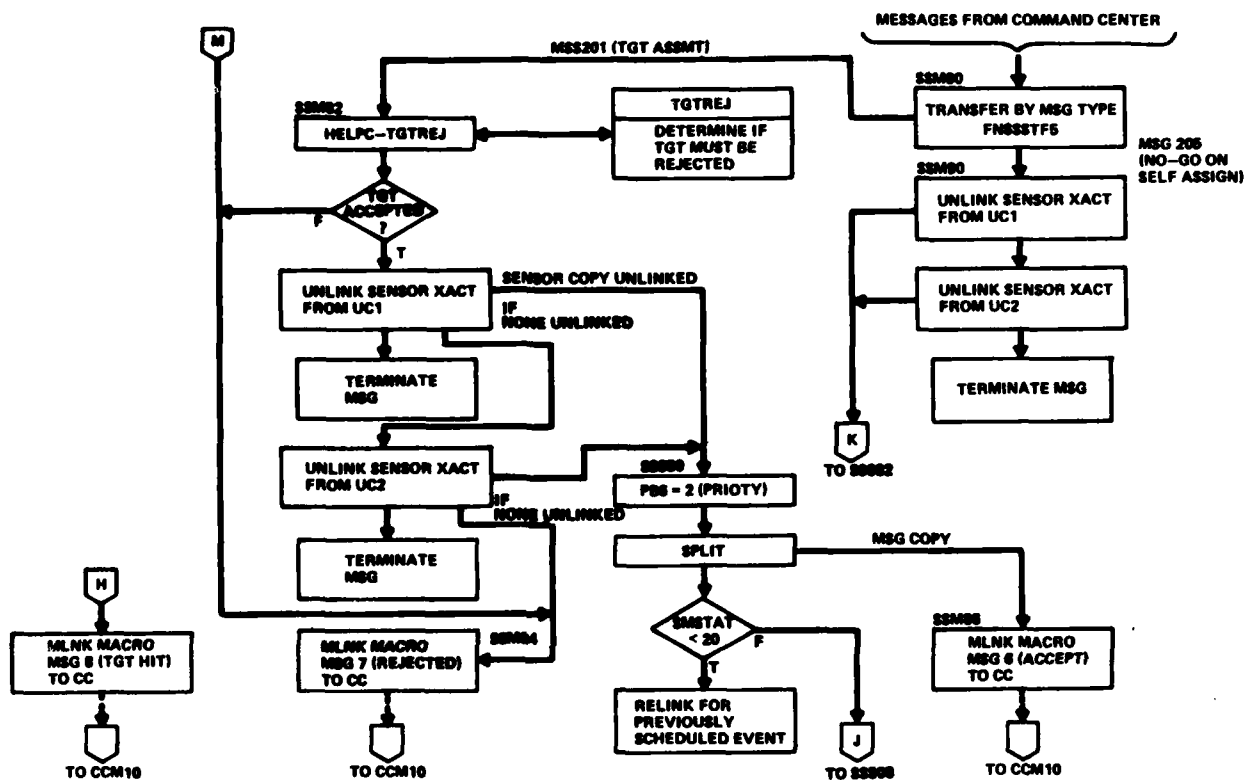 M
MESSAGES FROM COMMAND CENTER
MSS201 (TGT ASSMT)
SSM80
TRANSFER BY MSG TYPE
FNSSSTF5
MSG 205
(NO-GO ON
SELF ASSIGN)
SSM82
HELPC-TGTREJ
TGTREJ
DETERMINE IF
TGT MUST BE
REJECTED
TGT
ACCEPTED
?
F
T
SSM90
UNLINK SENSOR XACT
FROM UC1
UNLINK SENSOR XACT
FROM UC2
TERMINATE MSG
K
UNLINK SENSOR XACT
FROM UC1
SENSOR COPY UNLINKED
IF
NONE UNLINKED
TERMINATE
MSG
UNLINK SENSOR XACT
FROM UC2
IF
NONE UNLINKED
TERMINATE
MSG
PB6 = 2 (PRIOTY)
SPLIT
MSG COPY
SMSTAT
< 20
F
T
RELINK FOR
PREVIOUSLY
SCHEDULED EVENT
J
H
MLNK MACRO
MSG 8 (TGT HIT)
TO CC
TO CCM10
SSM84
MLNK MACRO
MSG 7 (REJECTED)
TO CC
TO CCM10
MLNK MACRO
MSG 6 (ACCEPT)
TO CC
TO CCM10